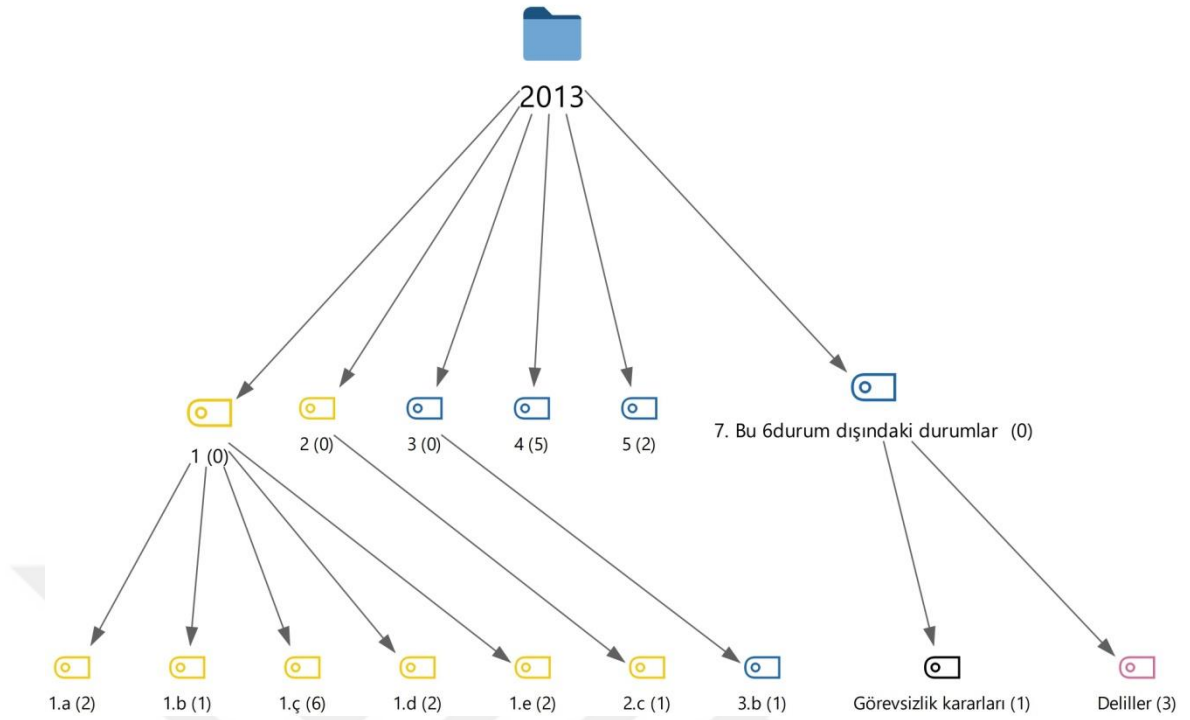 2013
1 (0)
2 (0)
3 (0)
4 (5)
5 (2)
7. Bu 6durum dışındaki durumlar (0)
1.a (2)
1.b (1)
1.ç (6)
1.d (2)
1.e (2)
2.c (1)
3.b (1)
Görevsizlik kararları (1)
Deliller (3)